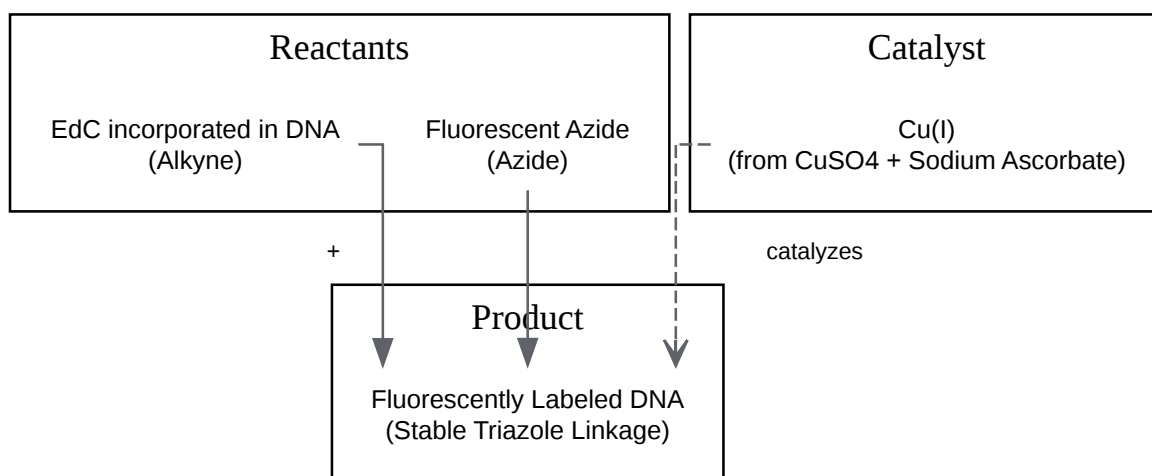 Reactants
EdC incorporated in DNA
(Alkyne)
Fluorescent Azide
(Azide)
Catalyst
Cu(I)
(from CuSO4 + Sodium Ascorbate)
+
catalyzes
Product
Fluorescently Labeled DNA
(Stable Triazole Linkage)